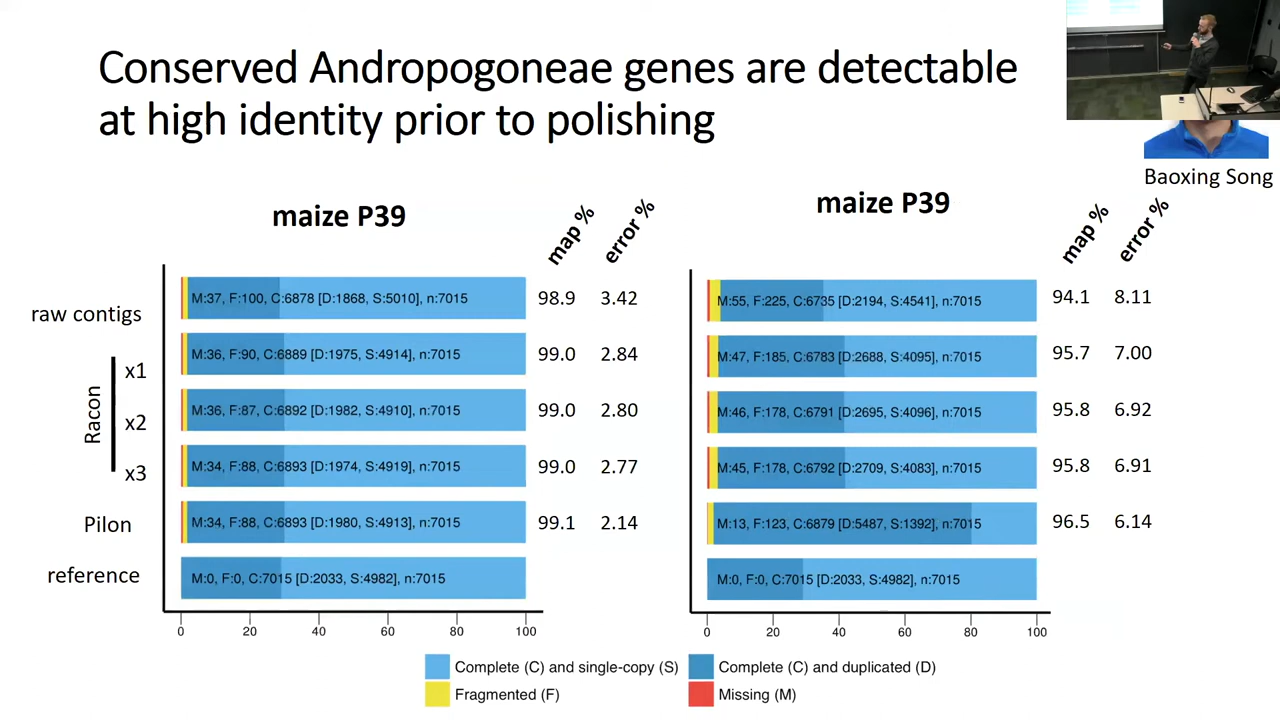 Conserved Andropogoneae genes are detectable
at high identity prior to polishing
Baoxing Song
maize P39
map %
error %
raw contigs
M:37, F:100, C:6878 [D:1868, S:5010], n:7015
98.9
3.42
Racon
x1
M:36, F:90, C:6889 [D:1975, S:4914], n:7015
99.0
2.84
x2
M:36, F:87, C:6892 [D:1982, S:4910], n:7015
99.0
2.80
x3
M:34, F:88, C:6893 [D:1974, S:4919], n:7015
99.0
2.77
Pilon
M:34, F:88, C:6893 [D:1980, S:4913], n:7015
99.1
2.14
reference
M:0, F:0, C:7015 [D:2033, S:4982], n:7015
0
20
40
60
80
100
maize P39
map %
error %
M:55, F:225, C:6735 [D:2194, S:4541], n:7015
94.1
8.11
M:47, F:185, C:6783 [D:2688, S:4095], n:7015
95.7
7.00
M:46, F:178, C:6791 [D:2695, S:4096], n:7015
95.8
6.92
M:45, F:178, C:6792 [D:2709, S:4083], n:7015
95.8
6.91
M:13, F:123, C:6879 [D:5487, S:1392], n:7015
96.5
6.14
M:0, F:0, C:7015 [D:2033, S:4982], n:7015
0
20
40
60
80
100
Complete (C) and single-copy (S)
Complete (C) and duplicated (D)
Fragmented (F)
Missing (M)